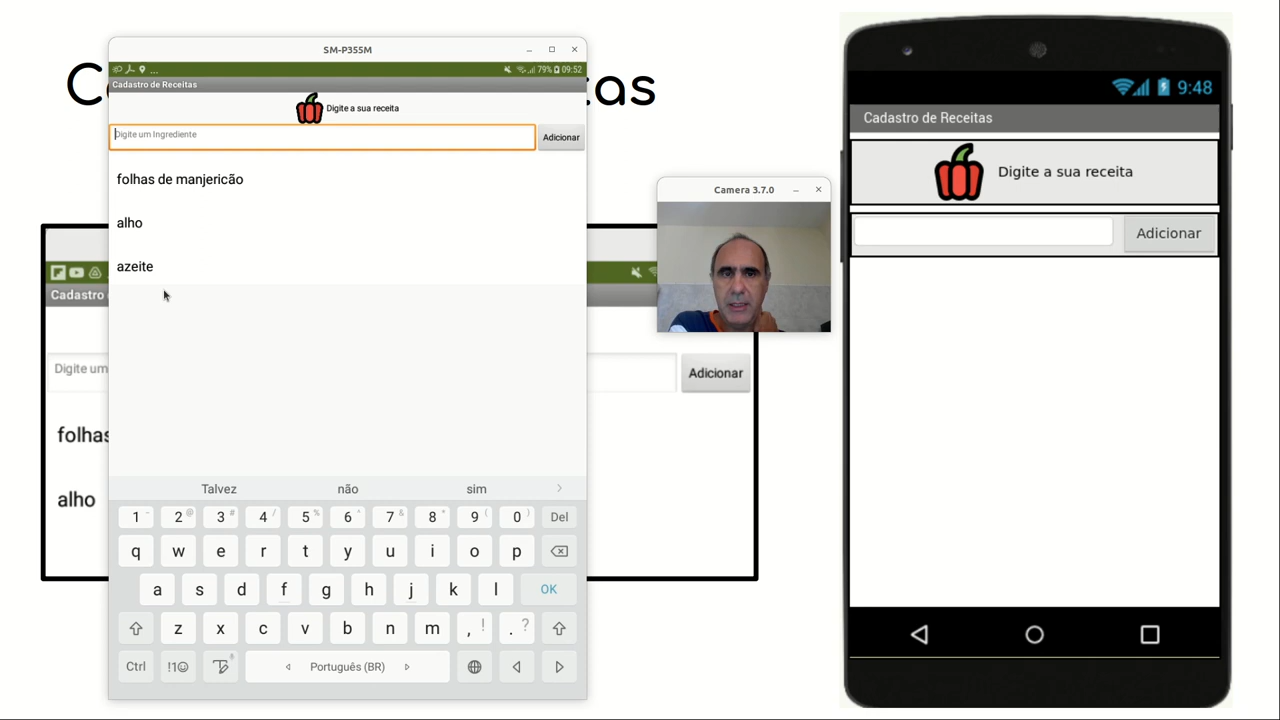 C
as
SM-P355M
... 79% 09:52
Cadastro de Receitas
Digite a sua receita
Digite um Ingrediente
Adicionar
folhas de manjericão
alho
azeite
Talvez não sim
1 - 2 @ 3 # 4 / 5 % 6 ^ 7 & 8 * 9 ( 0 ) Del
q w e r t y u i o p
a s d f g h j k l OK
z x c v b n m , ! . ?
Ctrl !1☺ Português (BR)
Cadastro
Digite um
Adicionar
folhas
alho
Camera 3.7.0
9:48
Cadastro de Receitas
Digite a sua receita
Adicionar